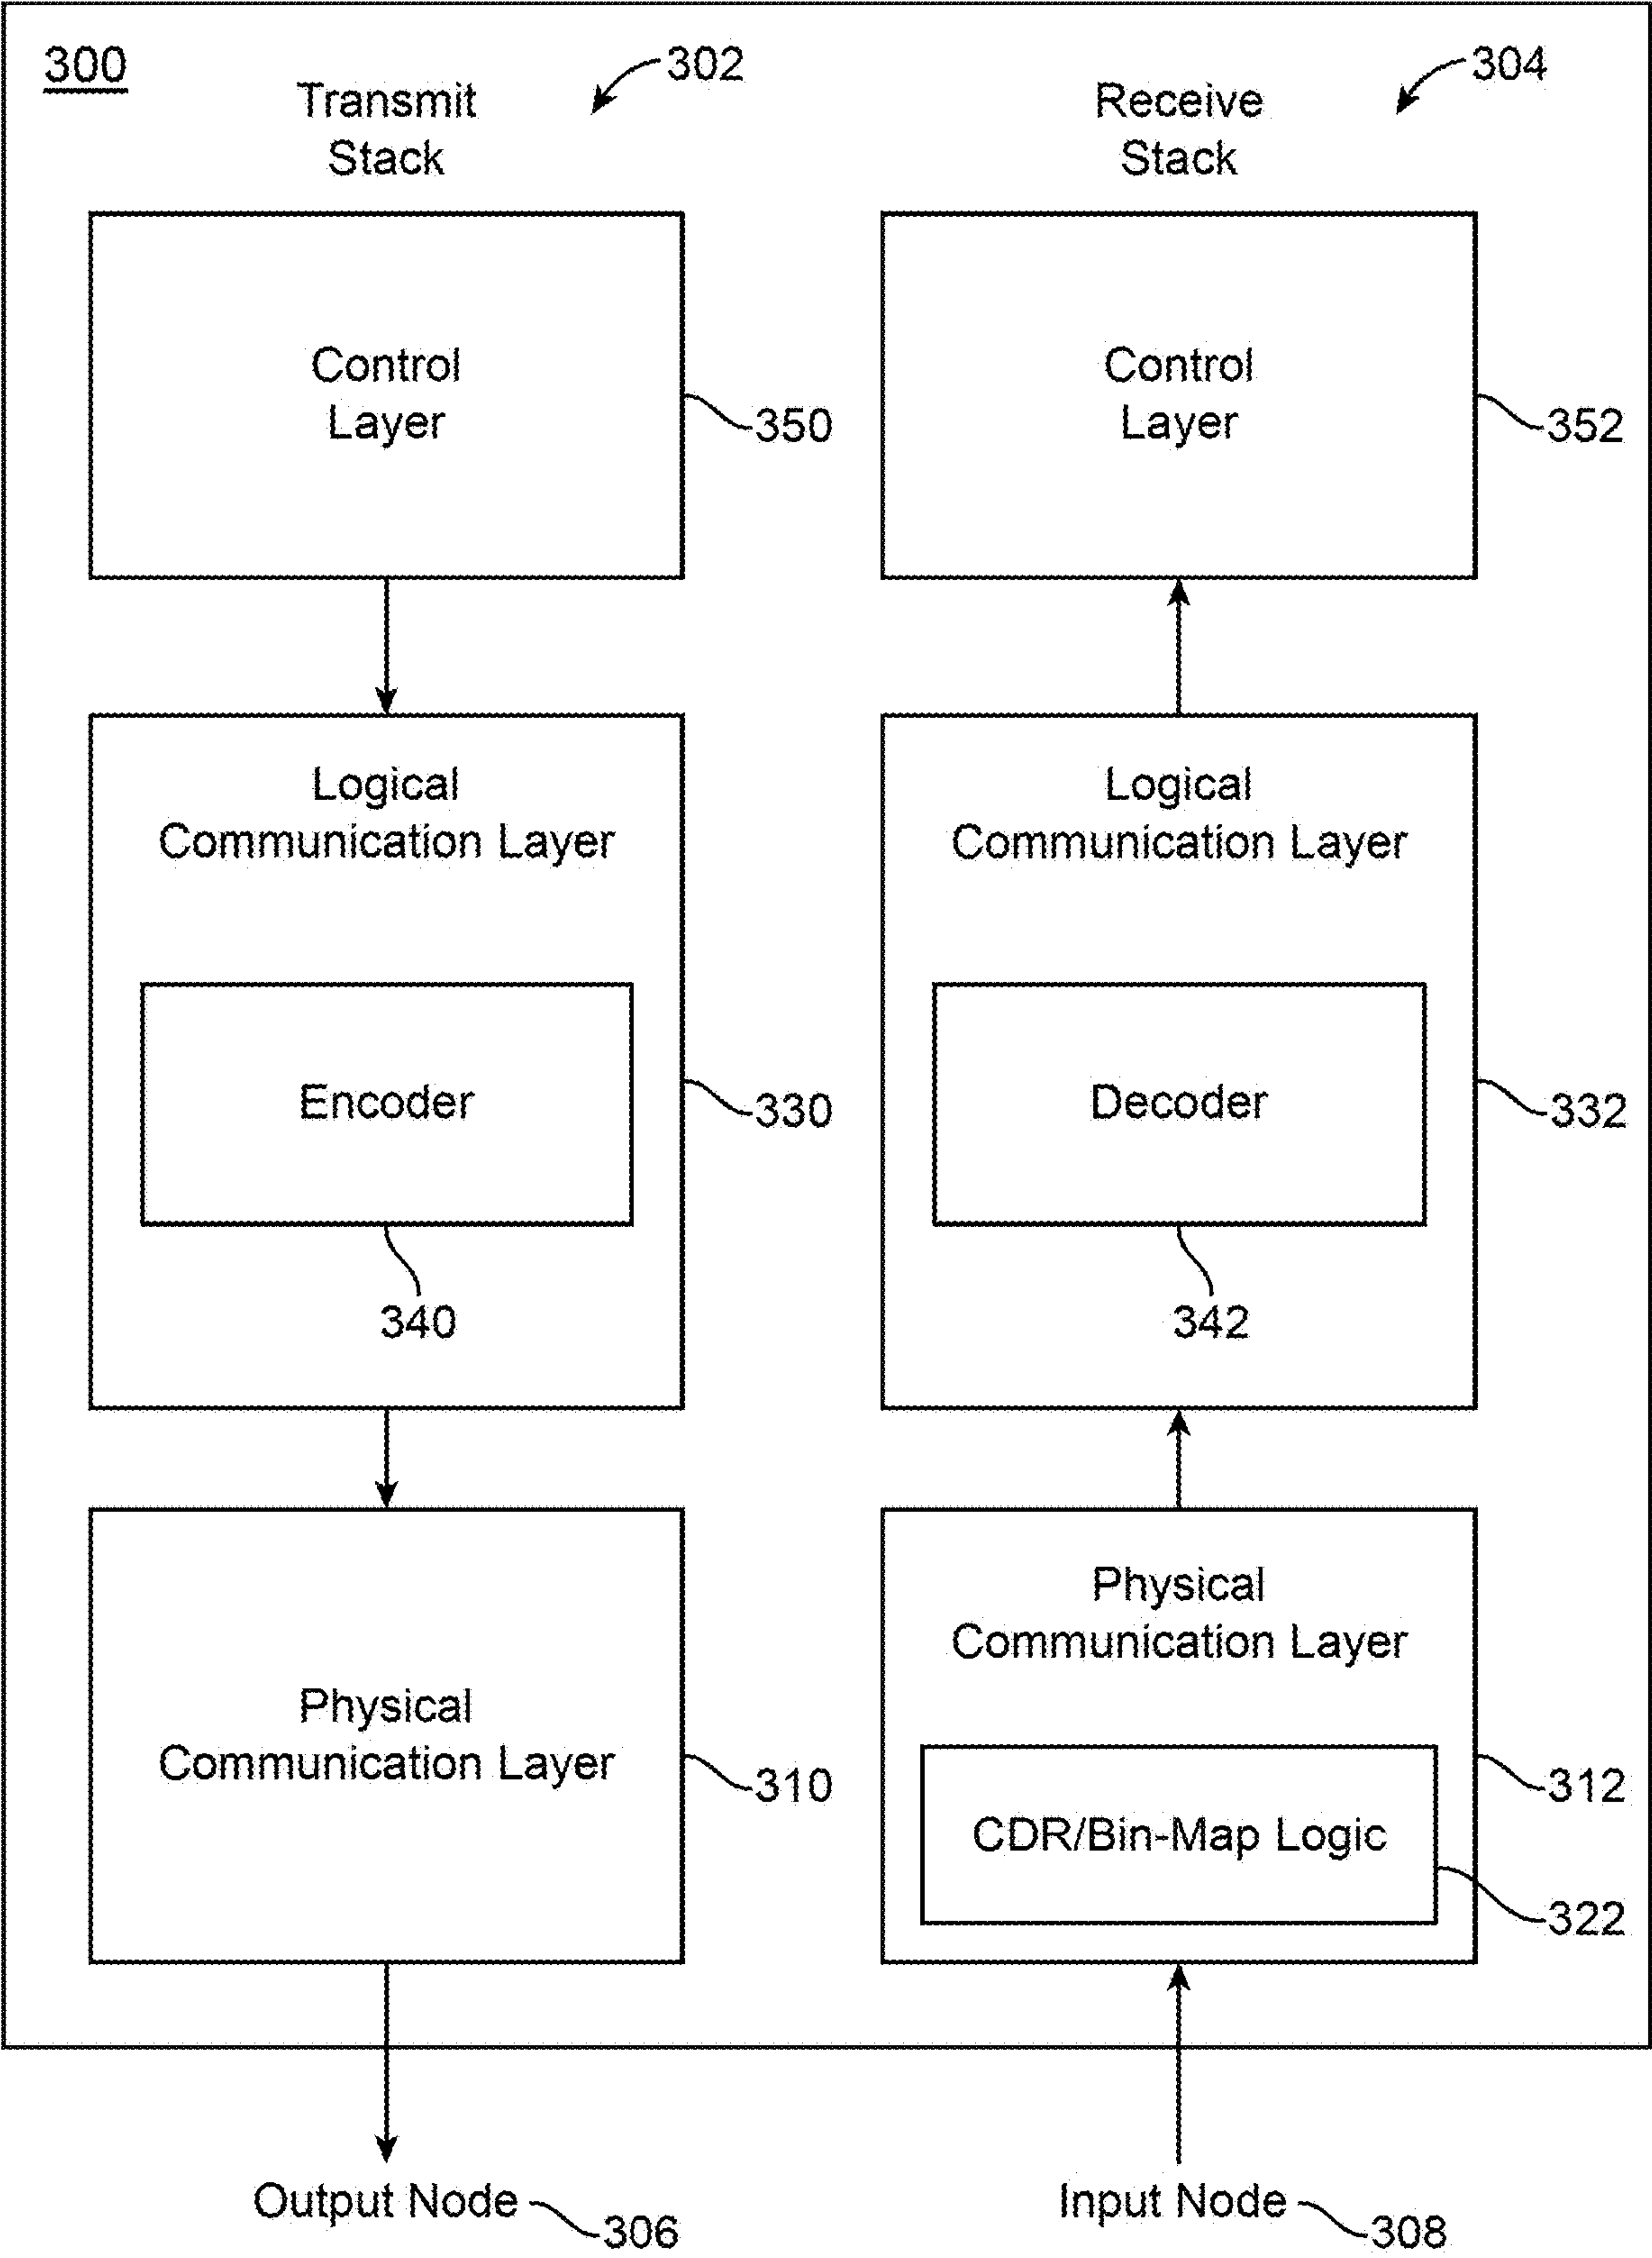 300
302
304
Transmit
Stack
Receive
Stack
Control
Layer
350
Control
Layer
352
Logical
Communication Layer
Encoder
330
340
Logical
Communication Layer
Decoder
332
342
Physical
Communication Layer
310
Physical
Communication Layer
312
CDR/Bin-Map Logic
322
Output Node
306
Input Node
308